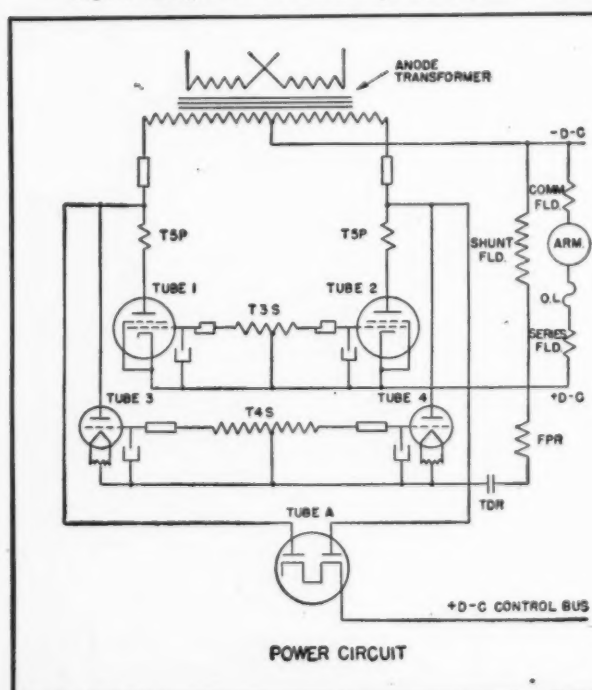 ANODE
TRANSFORMER
-D-C
COMM.
FLD.
SHUNT
FLD.
ARM.
T5P
T5P
O.L.
TUBE 1
T3S
TUBE 2
SERIES
FLD.
+D-C
TUBE 3
T4S
TUBE 4
FPR
TDR
TUBE A
+D-C CONTROL BUS
POWER CIRCUIT